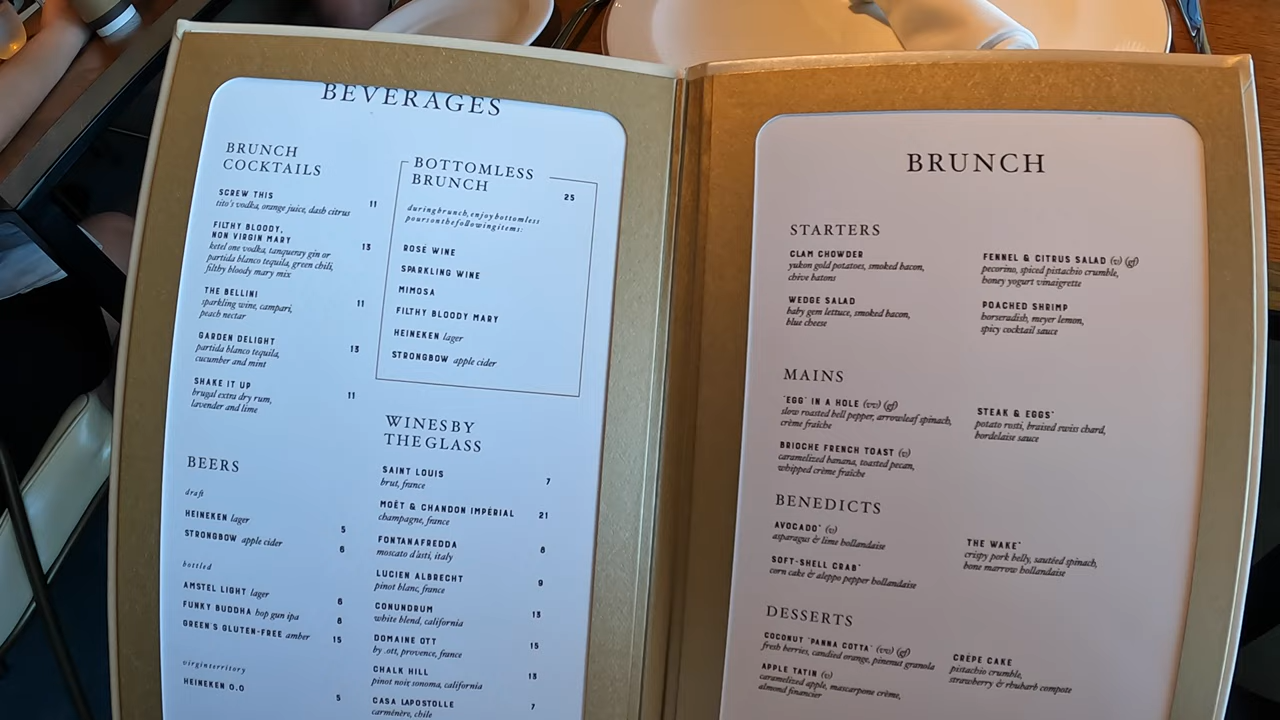 BEVERAGES
BRUNCH
COCKTAILS
SCREW THIS 11
tito's vodka, orange juice, dash citrus
FILTHY BLOODY,
NON VIRGIN MARY 13
ketel one vodka, tanqueray gin or
partida blanco tequila, green chili,
filthy bloody mary mix
THE BELLINI 11
sparkling wine, campari,
peach nectar
GARDEN DELIGHT 13
partida blanco tequila,
cucumber and mint
SHAKE IT UP 11
brugal extra dry rum,
lavender and lime
BEERS
draft
HEINEKEN lager 5
STRONGBOW apple cider 6
bottled
AMSTEL LIGHT lager 6
FUNKY BUDDHA hop gun ipa 8
GREEN'S GLUTEN-FREE amber 15
virgin territory
HEINEKEN 0.0 5
BOTTOMLESS
BRUNCH 25
during brunch, enjoy bottomless
pours on the following items:
ROSÉ WINE
SPARKLING WINE
MIMOSA
FILTHY BLOODY MARY
HEINEKEN lager
STRONGBOW apple cider
WINES BY
THE GLASS
SAINT LOUIS 7
brut, france
MOËT & CHANDON IMPÉRIAL 21
champagne, france
FONTANAFREDDA 8
moscato d'asti, italy
LUCIEN ALBRECHT 9
pinot blanc, france
CONUNDRUM 13
white blend, california
DOMAINE OTT 15
by .ott, provence, france
CHALK HILL 13
pinot noir, sonoma, california
CASA LAPOSTOLLE 7
carménère, chile
BRUNCH
STARTERS
CLAM CHOWDER
yukon gold potatoes, smoked bacon,
chive batons
WEDGE SALAD
baby gem lettuce, smoked bacon,
blue cheese
FENNEL & CITRUS SALAD (v) (gf)
pecorino, spiced pistachio crumble,
honey yogurt vinaigrette
POACHED SHRIMP
horseradish, meyer lemon,
spicy cocktail sauce
MAINS
'EGG' IN A HOLE (vv) (gf)
slow roasted bell pepper, arrowleaf spinach,
crème fraîche
BRIOCHE FRENCH TOAST (v)
caramelized banana, toasted pecan,
whipped crème fraîche
STEAK & EGGS*
potato rosti, braised swiss chard,
bordelaise sauce
BENEDICTS
AVOCADO* (v)
asparagus & lime hollandaise
SOFT-SHELL CRAB*
corn cake & aleppo pepper hollandaise
THE WAKE*
crispy pork belly, sautéed spinach,
bone marrow hollandaise
DESSERTS
COCONUT 'PANNA COTTA' (vv) (gf)
fresh berries, candied orange, pinenut granola
APPLE TATIN (v)
caramelized apple, mascarpone crème,
almond financier
CRÊPE CAKE
pistachio crumble,
strawberry & rhubarb compote